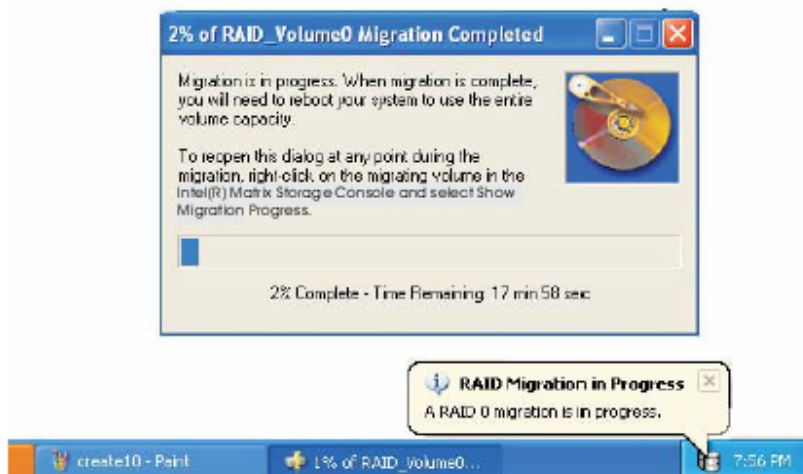 2% of RAID_Volume0 Migration Completed
Migration is in progress. When migration is complete,
you will need to reboot your system to use the entire
volume capacity.
To reopen this dialog at any point during the
migration, right-click on the migrating volume in the
Intel(R) Matrix Storage Console and select Show
Migration Progress.
2% Complete - Time Remaining: 17 min 58 sec
RAID Migration in Progress
A RAID 0 migration is in progress.
create10 - Paint
1% of RAID_Volume0...
7:56 PM